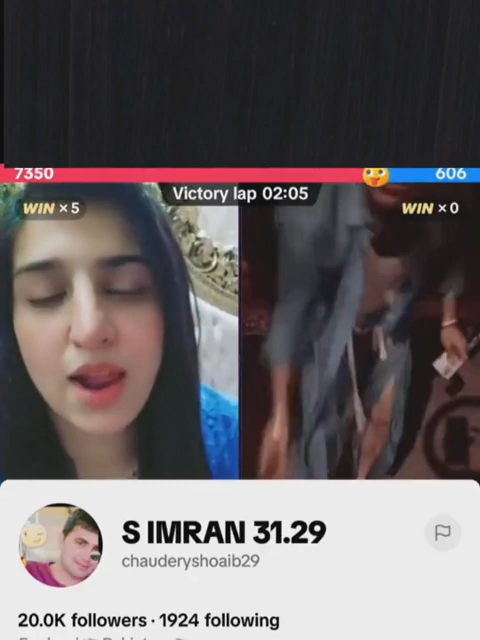 7350 606
Victory lap 02:05
WIN × 5 WIN × 0
S IMRAN 31.29
chauderyshoaib29
20.0K followers · 1924 following